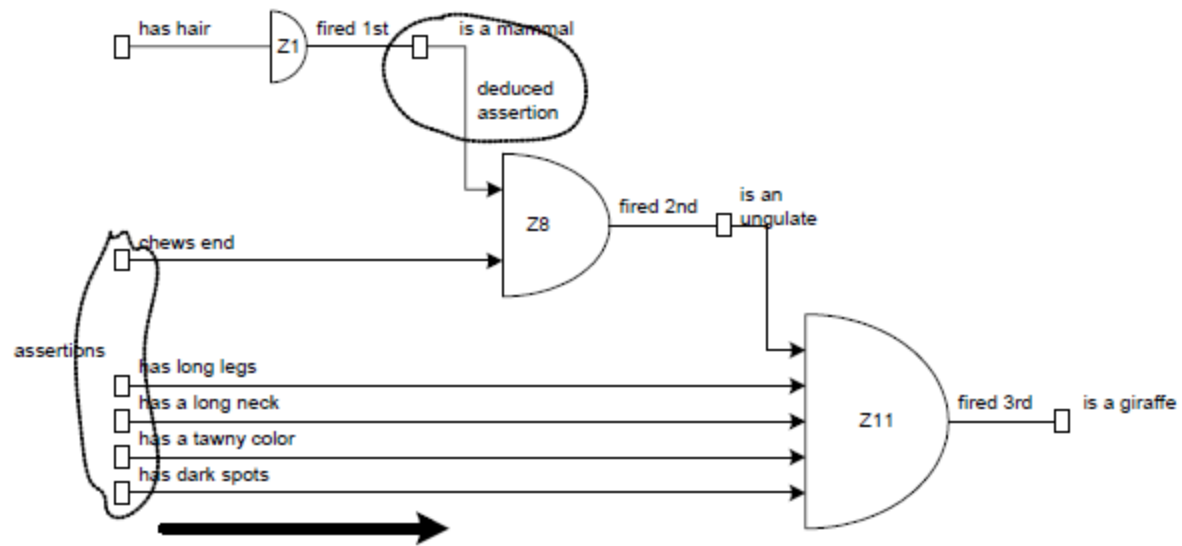 has hair
Z1
fired 1st
is a mammal
deduced
assertion
Z8
fired 2nd
is an
ungulate
chews end
assertions
has long legs
has a long neck
has a tawny color
has dark spots
Z11
fired 3rd
is a giraffe